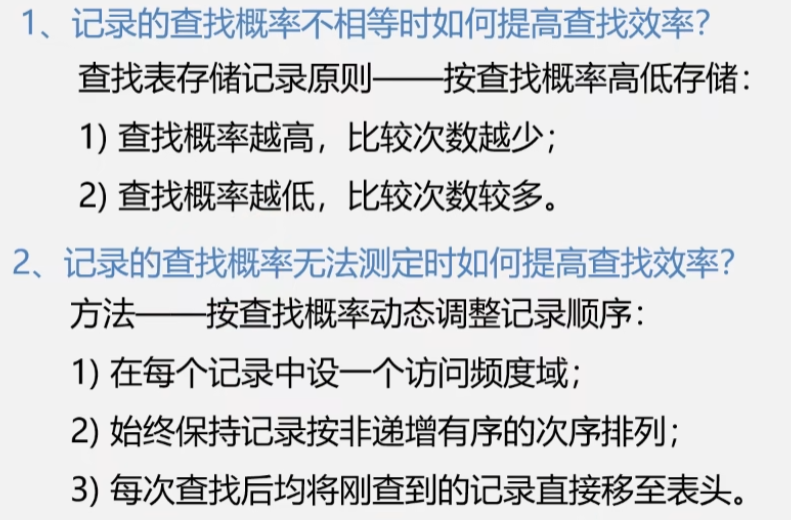 1、记录的查找概率不相等时如何提高查找效率?
查找表存储记录原则——按查找概率高低存储:
1) 查找概率越高，比较次数越少;
2) 查找概率越低，比较次数较多。
2、记录的查找概率无法测定时如何提高查找效率?
方法——按查找概率动态调整记录顺序:
1) 在每个记录中设一个访问频度域;
2) 始终保持记录按非递增有序的次序排列;
3) 每次查找后均将刚查到的记录直接移至表头。